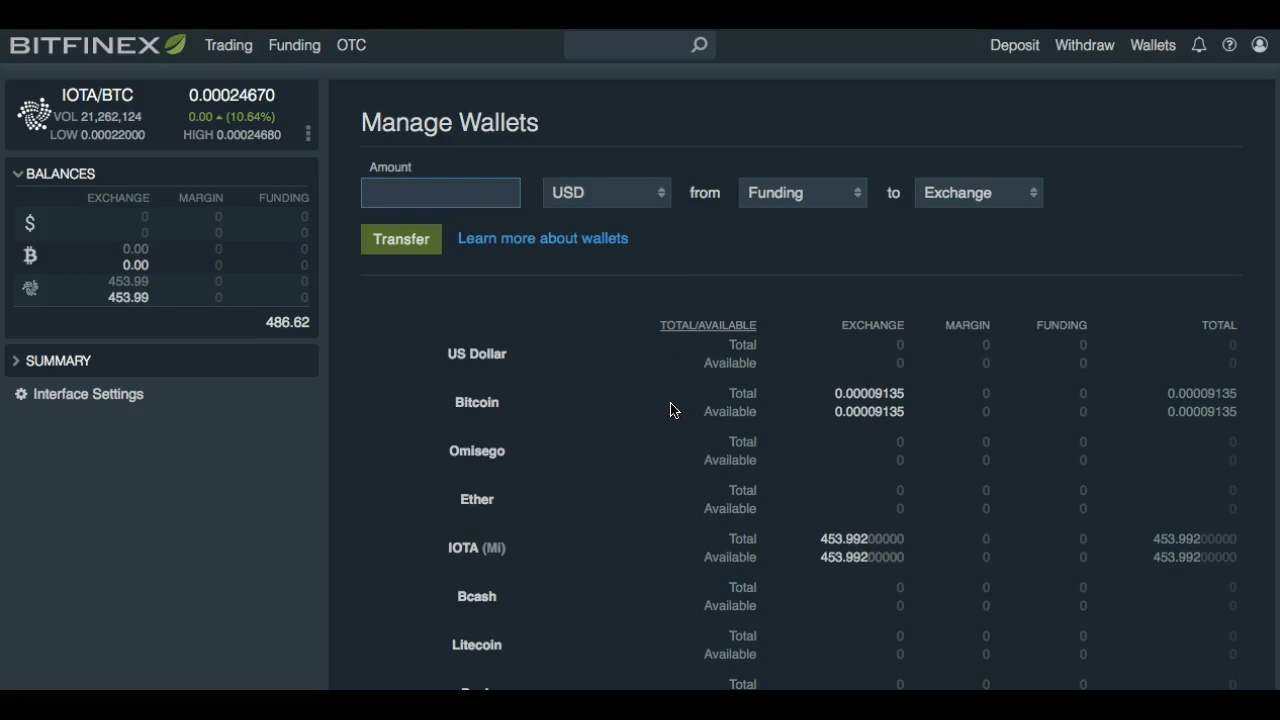 BITFINEX Trading Funding OTC Deposit Withdraw Wallets
IOTA/BTC 0.00024670
VOL 21,262,124 0.00 (10.64%)
LOW 0.00022000 HIGH 0.00024680
BALANCES
EXCHANGE MARGIN FUNDING
$ 0 0 0
0 0 0
0.00 0 0
0.00 0 0
453.99 0 0
453.99 0 0
486.62
SUMMARY
Interface Settings
Manage Wallets
Amount
USD from Funding to Exchange
Transfer Learn more about wallets
TOTAL/AVAILABLE EXCHANGE MARGIN FUNDING TOTAL
US Dollar
Total 0 0 0 0
Available 0 0 0 0
Bitcoin
Total 0.00009135 0 0 0.00009135
Available 0.00009135 0 0 0.00009135
Omisego
Total 0 0 0 0
Available 0 0 0 0
Ether
Total 0 0 0 0
Available 0 0 0 0
IOTA (Mi)
Total 453.99200000 0 0 453.99200000
Available 453.99200000 0 0 453.99200000
Bcash
Total 0 0 0 0
Available 0 0 0 0
Litecoin
Total 0 0 0 0
Available 0 0 0 0
Total 0 0 0 0